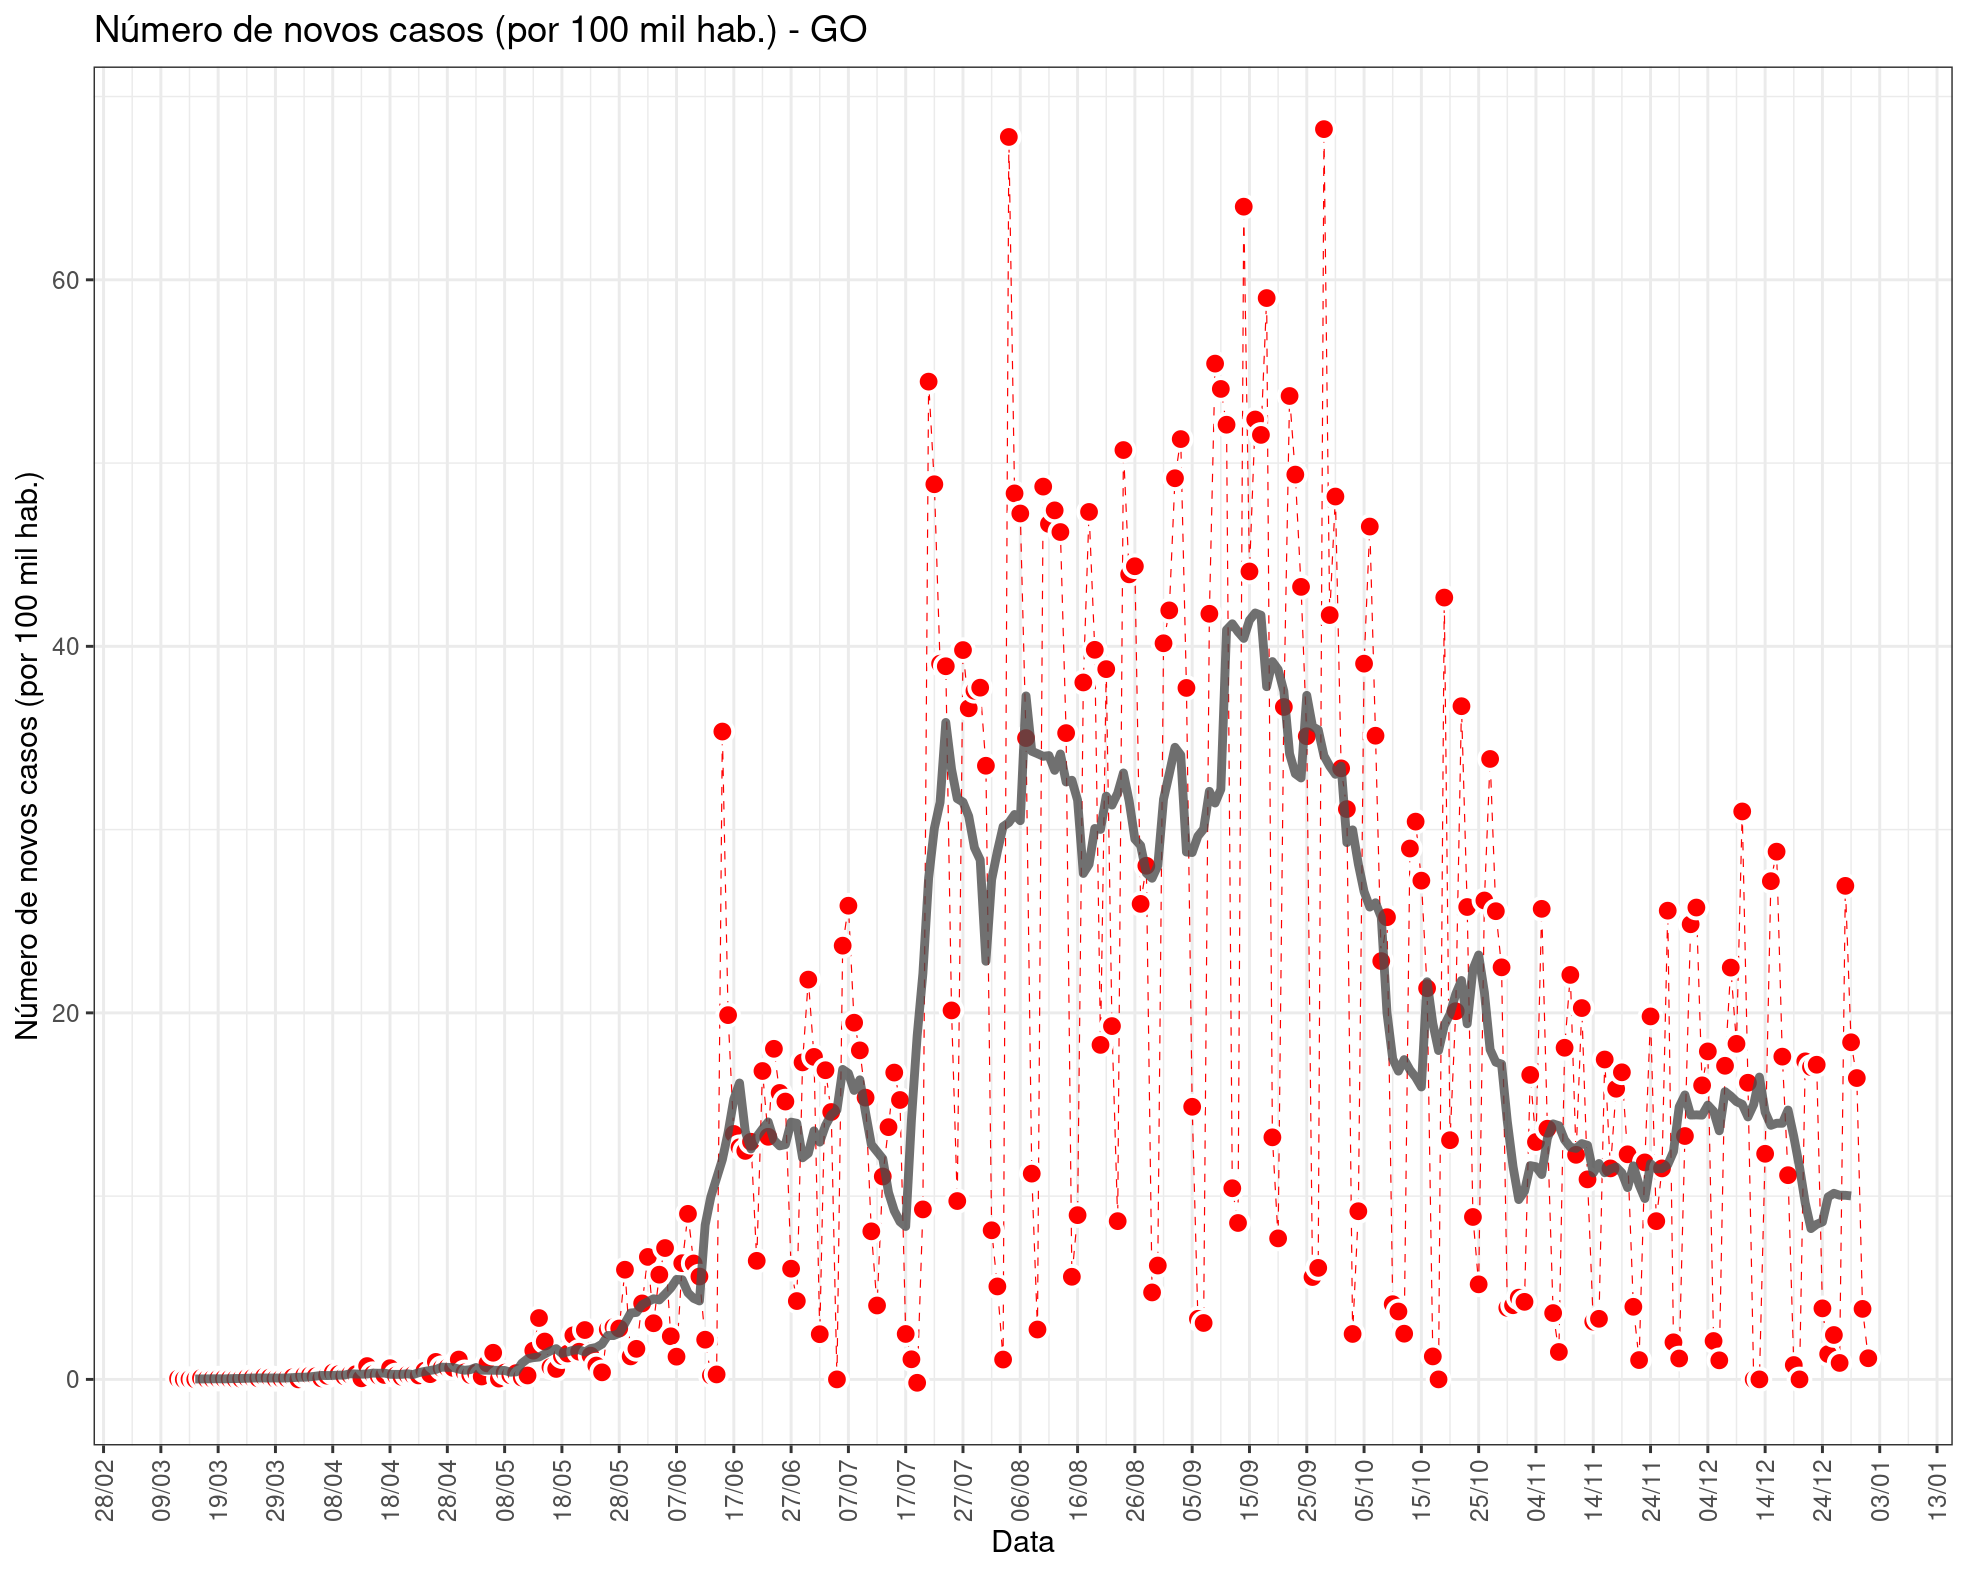 Número de novos casos (por 100 mil hab.) - GO
Número de novos casos (por 100 mil hab.)
60
40
20
0
28/02 09/03 19/03 29/03 08/04 18/04 28/04 08/05 18/05 28/05 07/06 17/06 27/06 07/07 17/07 27/07 06/08 16/08 26/08 05/09 15/09 25/09 05/10 15/10 25/10 04/11 14/11 24/11 04/12 14/12 24/12 03/01 13/01
Data